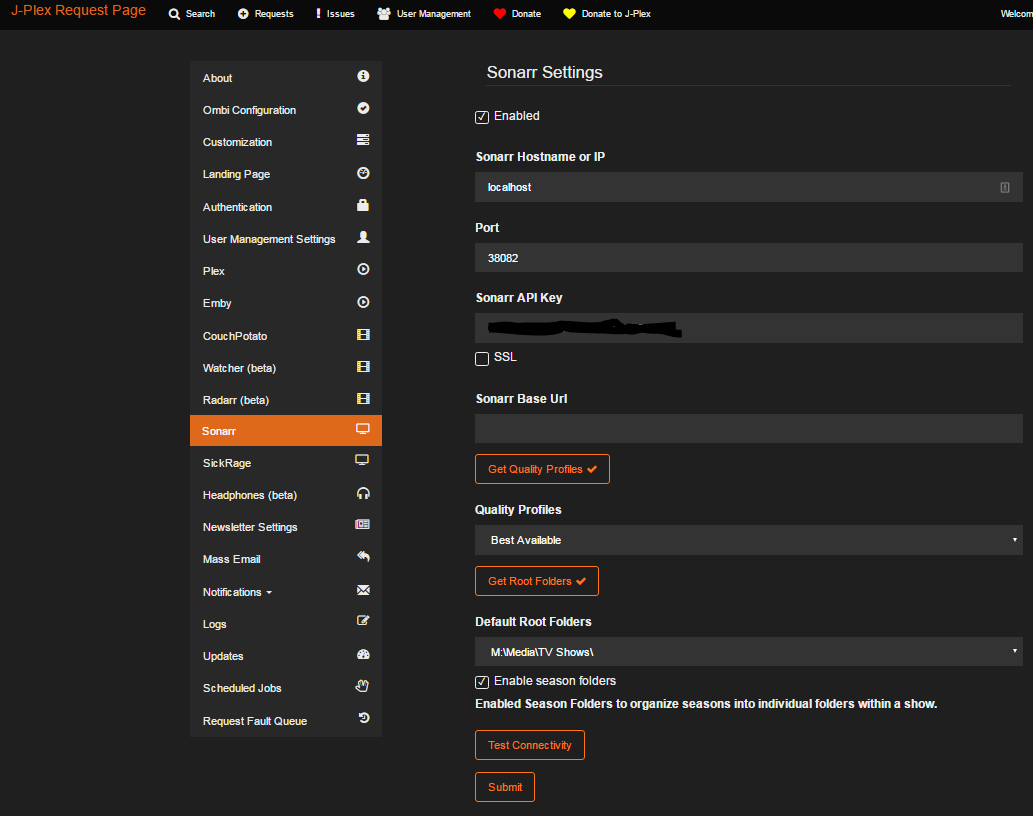 J-Plex Request Page Search Requests Issues User Management Donate Donate to J-Plex Welcom
About
Ombi Configuration
Customization
Landing Page
Authentication
User Management Settings
Plex
Emby
CouchPotato
Watcher (beta)
Radarr (beta)
Sonarr
SickRage
Headphones (beta)
Newsletter Settings
Mass Email
Notifications
Logs
Updates
Scheduled Jobs
Request Fault Queue
Sonarr Settings
Enabled
Sonarr Hostname or IP
localhost
Port
38082
Sonarr API Key
SSL
Sonarr Base Url
Get Quality Profiles
Quality Profiles
Best Available
Get Root Folders
Default Root Folders
M:\Media\TV Shows\
Enable season folders
Enabled Season Folders to organize seasons into individual folders within a show.
Test Connectivity
Submit